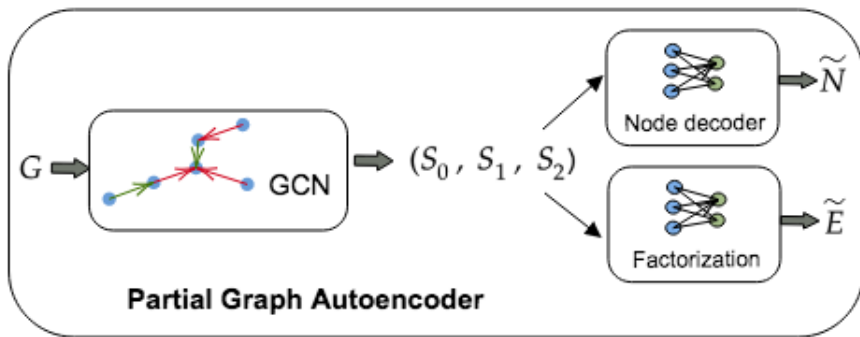 G
GCN
(S₀ , S₁ , S₂)
Node decoder
Ñ
Factorization
Ẽ
Partial Graph Autoencoder